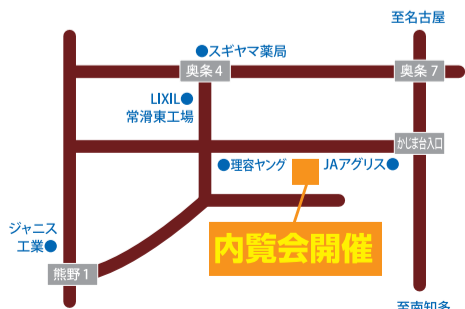 至名古屋
スギヤマ薬局
奥条4
奥条7
LIXIL
常滑東工場
かじま台入口
理容ヤング
JAアグリス
ジャニス
工業
内覧会開催
熊野1
至南知多